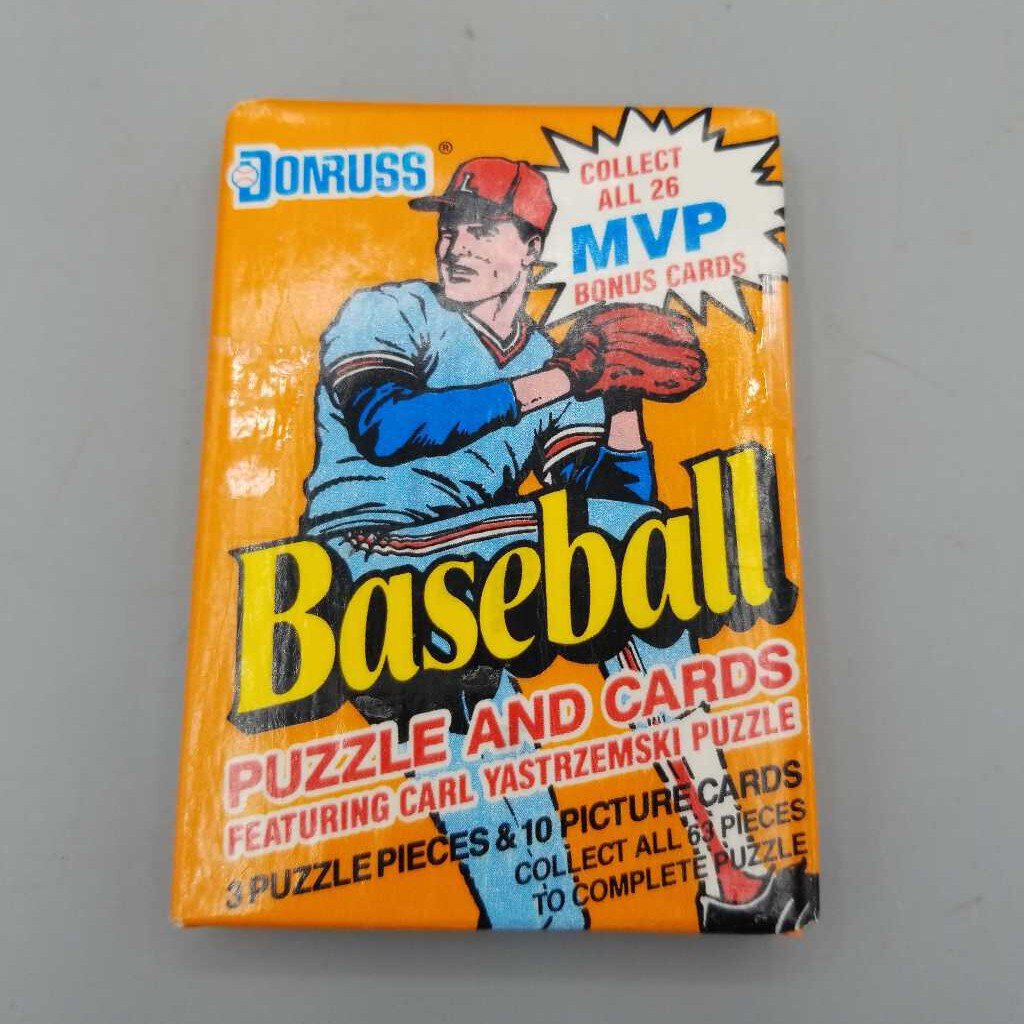 DONRUSS®
COLLECT
ALL 26
MVP
BONUS CARDS
L
Baseball
PUZZLE AND CARDS
FEATURING CARL YASTRZEMSKI PUZZLE
3 PUZZLE PIECES & 10 PICTURE CARDS
COLLECT ALL 63 PIECES
TO COMPLETE PUZZLE